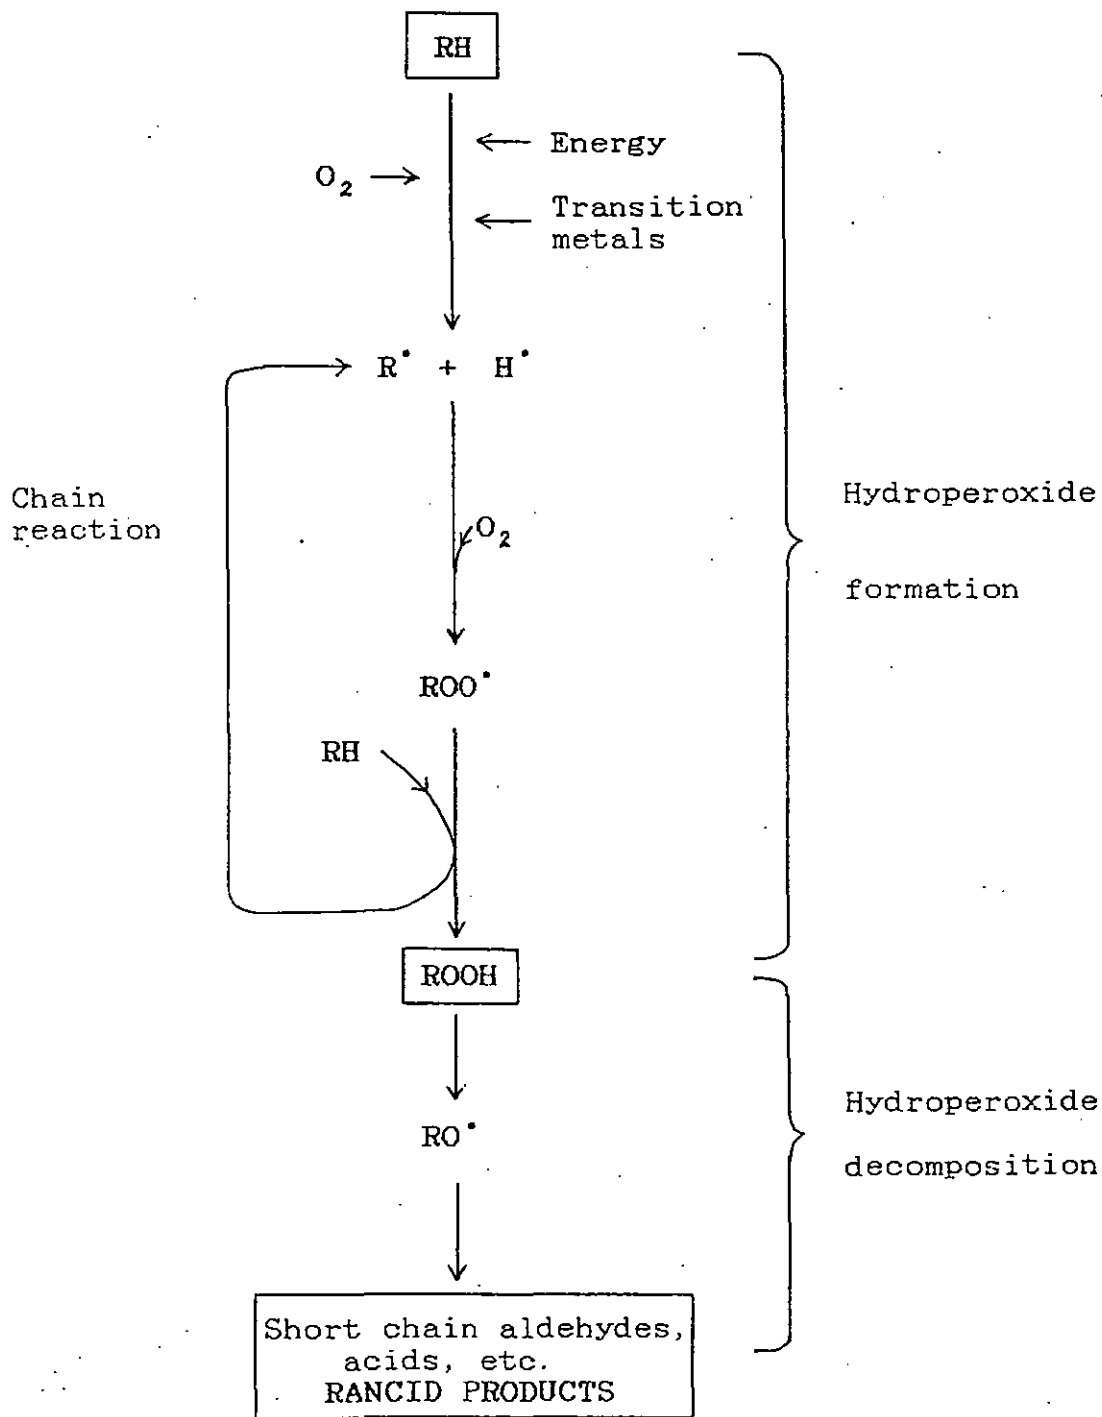 RH
Energy
O₂
Transition
metals
R• + H•
Chain
reaction
Hydroperoxide
formation
O₂
ROO•
RH
ROOH
RO•
Hydroperoxide
decomposition
Short chain aldehydes,
acids, etc.
RANCID PRODUCTS